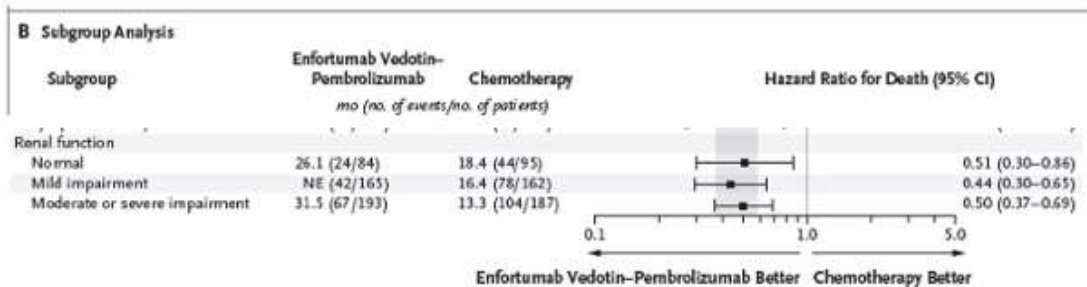 B Subgroup Analysis
Subgroup Enfortumab Vedotin–Pembrolizumab Chemotherapy Hazard Ratio for Death (95% CI)
mo (no. of events/no. of patients)
Renal function
Normal 26.1 (24/84) 18.4 (44/95) 0.51 (0.30–0.86)
Mild impairment NE (42/165) 16.4 (78/162) 0.44 (0.30–0.65)
Moderate or severe impairment 31.5 (67/193) 13.3 (104/187) 0.50 (0.37–0.69)
0.1 1.0 5.0
Enfortumab Vedotin–Pembrolizumab Better Chemotherapy Better